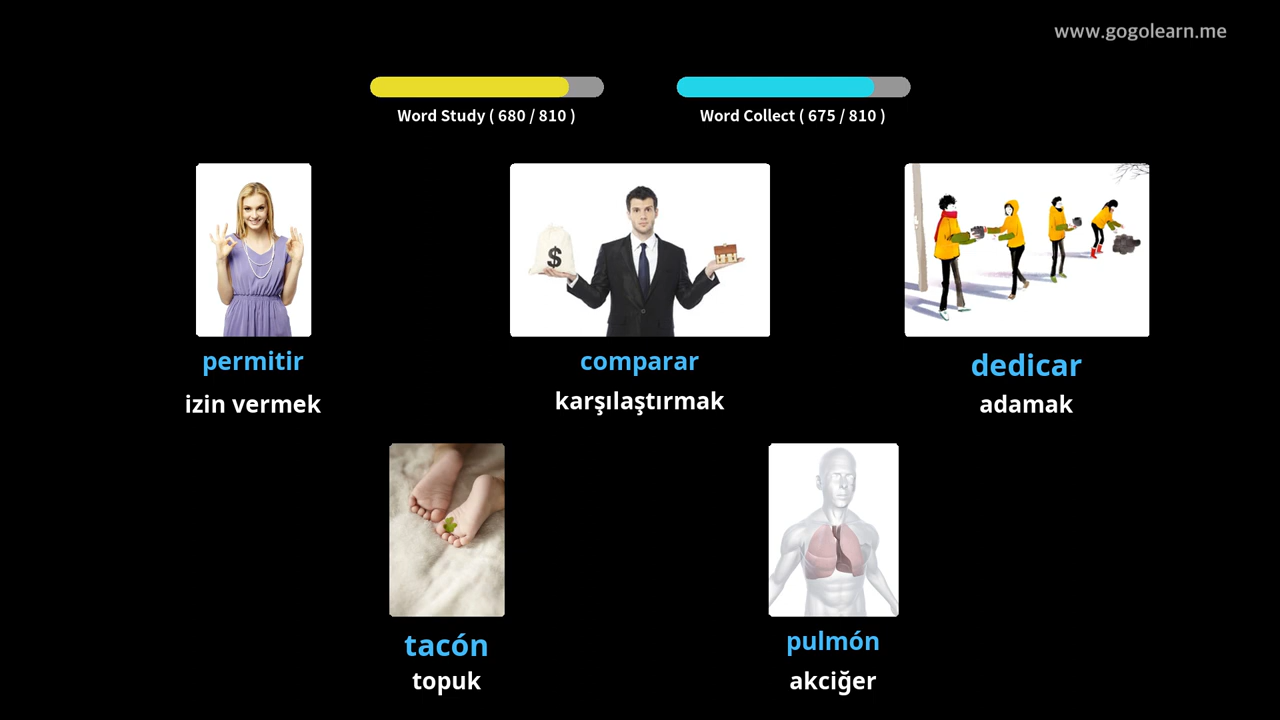 www.gogolearn.me
Word Study ( 680 / 810 )
Word Collect ( 675 / 810 )
permitir
izin vermek
comparar
karşılaştırmak
dedicar
adamak
$
tacón
topuk
pulmón
akciğer